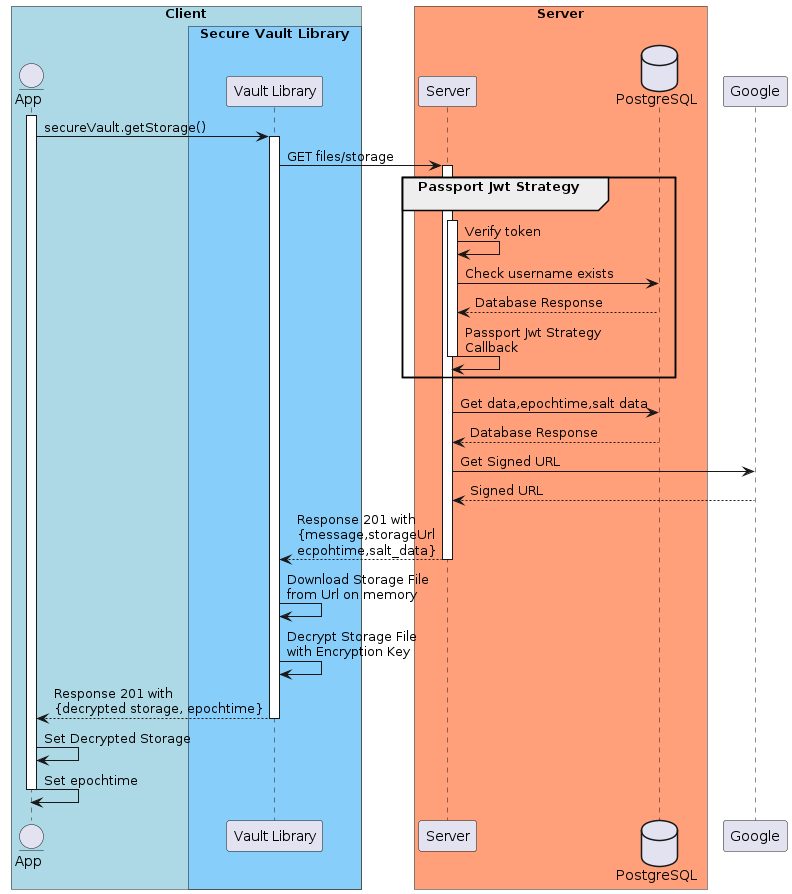 Client
Server
Secure Vault Library
App
Vault Library
Server
PostgreSQL
Google
secureVault.getStorage()
GET files/storage
Passport Jwt Strategy
Verify token
Check username exists
Database Response
Passport Jwt Strategy
Callback
Get data,epochtime,salt data
Database Response
Get Signed URL
Signed URL
Response 201 with
{message,storageUrl
ecpohtime,salt_data}
Download Storage File
from Url on memory
Decrypt Storage File
with Encryption Key
Response 201 with
{decrypted storage, epochtime}
Set Decrypted Storage
Set epochtime
App
Vault Library
Server
PostgreSQL
Google